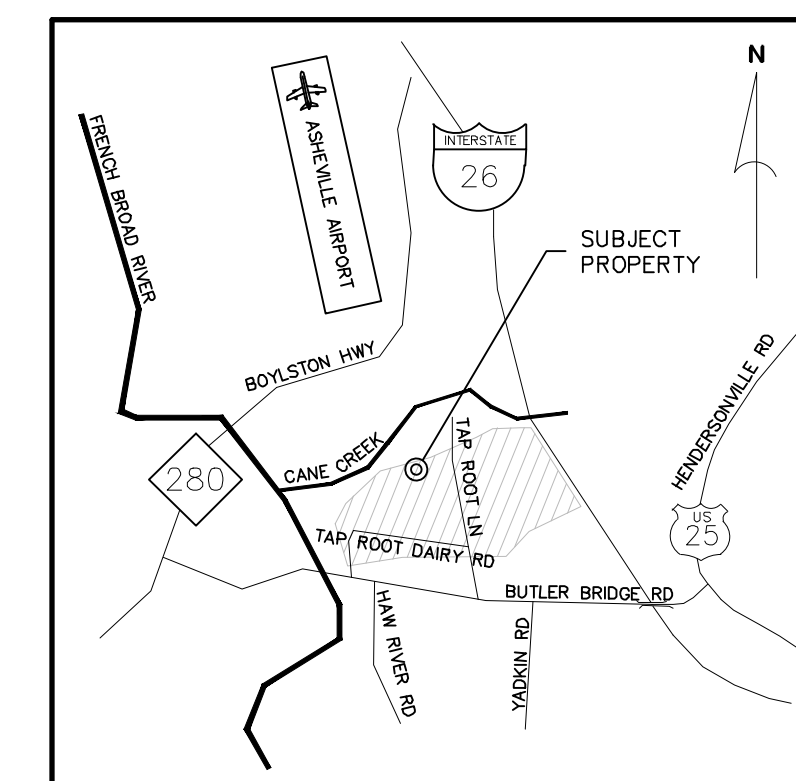 N
FRENCH BROAD RIVER
ASHEVILLE AIRPORT
INTERSTATE
26
SUBJECT
PROPERTY
BOYLSTON HWY
HENDERSONVILLE RD
CANE CREEK
TAP ROOT LN
280
US
25
TAP ROOT DAIRY RD
BUTLER BRIDGE RD
HAW RIVER RD
YADKIN RD